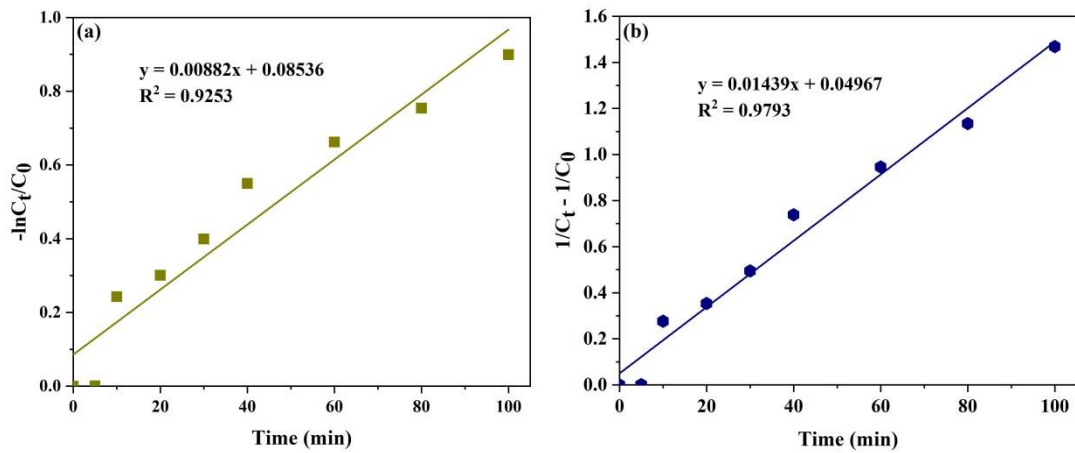 (a)
y = 0.00882x + 0.08536
R² = 0.9253
-lnCₜ/C₀
1.0
0.8
0.6
0.4
0.2
0.0
0 20 40 60 80 100
Time (min)
(b)
y = 0.01439x + 0.04967
R² = 0.9793
1/Cₜ - 1/C₀
1.6
1.4
1.2
1.0
0.8
0.6
0.4
0.2
0.0
0 20 40 60 80 100
Time (min)